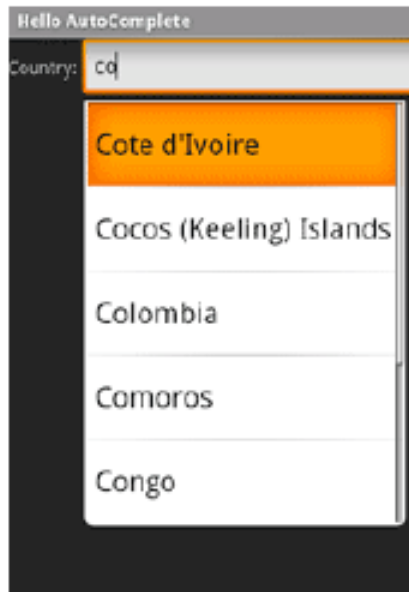 Hello AutoComplete
Country: co
Cote d'Ivoire
Cocos (Keeling) Islands
Colombia
Comoros
Congo